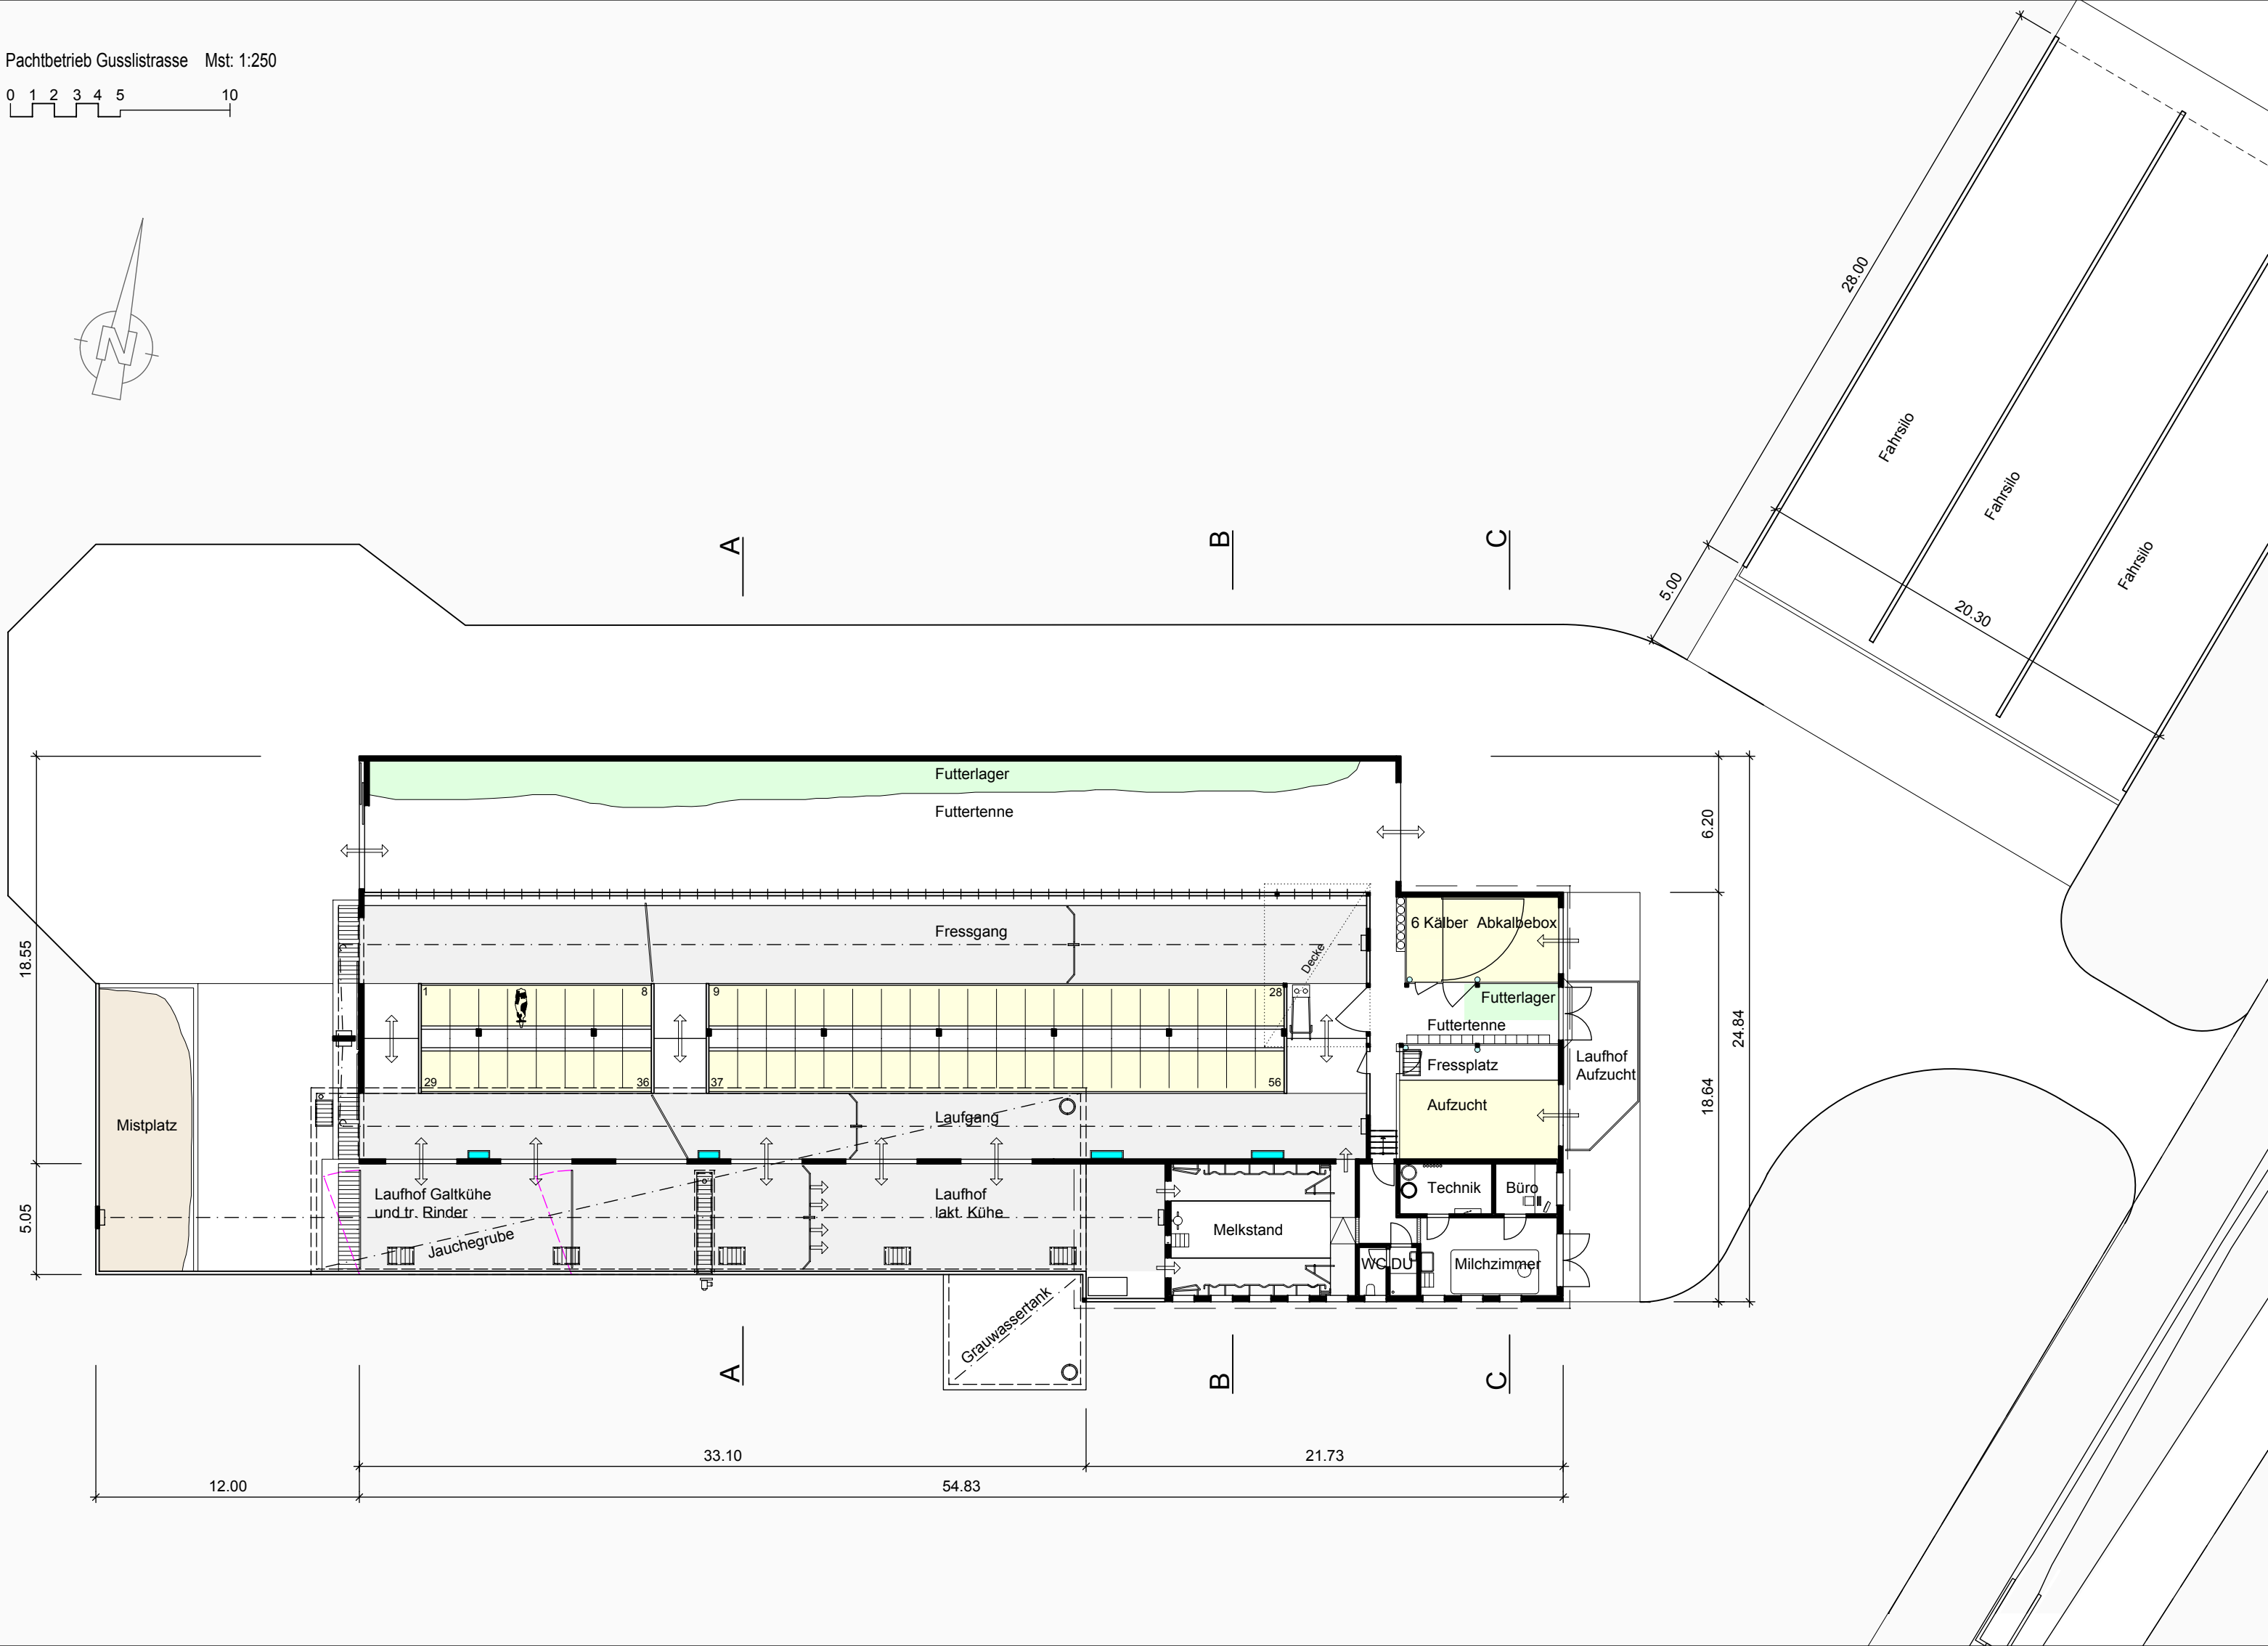 Pachtbetrieb Gusslistrasse Mst: 1:250
0 1 2 3 4 5 10
N
28.00
Fahrsilo
Fahrsilo
Fahrsilo
5.00
20.30
A
B
C
Futterlager
Futtertenne
6.20
18.55
Fressgang
6 Kälber Abkalbebox
Decke
1 8 9 28
Futterlager
Futtertenne
24.84
Laufhof
Aufzucht
Fressplatz
29 36 37 56
Aufzucht
18.64
Mistplatz
Laufgang
Laufhof Galtkühe
und tr. Rinder
Laufhof
lakt. Kühe
Technik
Büro
5.05
Jauchegrube
Melkstand
WC DU
Milchzimmer
Grauwassertank
A
B
C
33.10
21.73
12.00
54.83